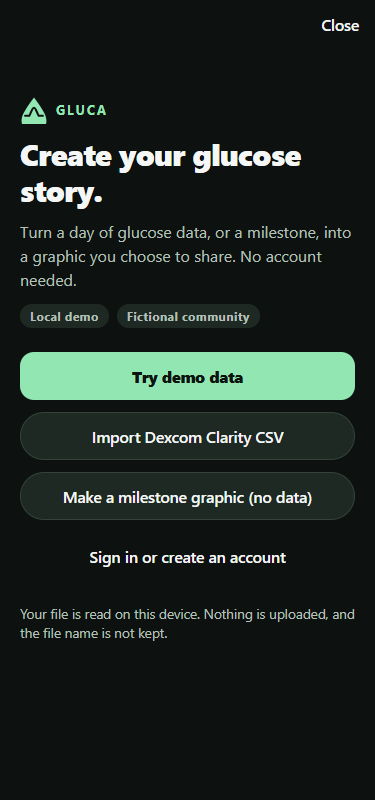 Close
GLUCA
Create your glucose
story.
Turn a day of glucose data, or a milestone, into
a graphic you choose to share. No account
needed.
Local demo
Fictional community
Try demo data
Import Dexcom Clarity CSV
Make a milestone graphic (no data)
Sign in or create an account
Your file is read on this device. Nothing is uploaded, and
the file name is not kept.